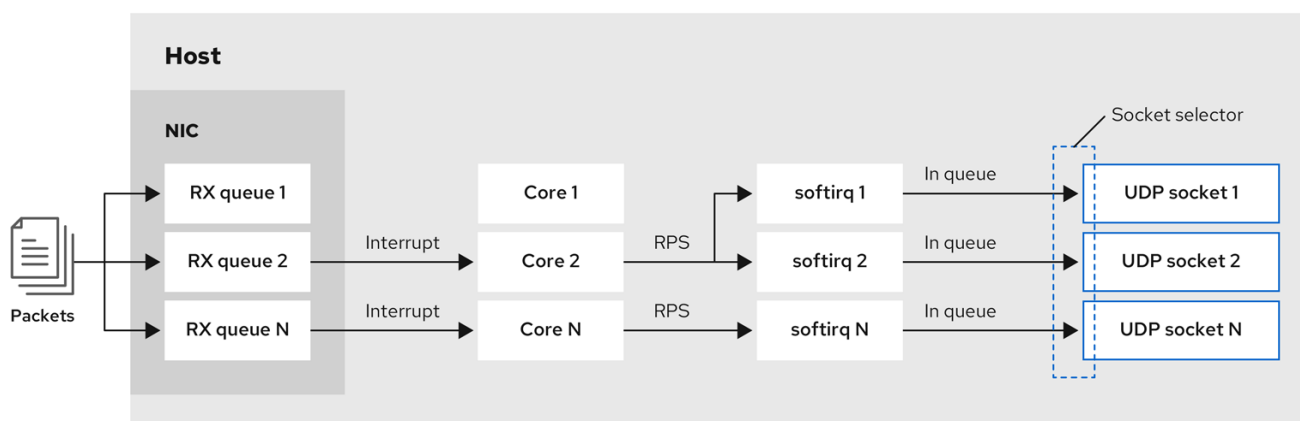 Host
NIC
Socket selector
RX queue 1
Core 1
softirq 1
In queue
UDP socket 1
RX queue 2
Interrupt
Core 2
RPS
softirq 2
In queue
UDP socket 2
Packets
RX queue N
Interrupt
Core N
RPS
softirq N
In queue
UDP socket N